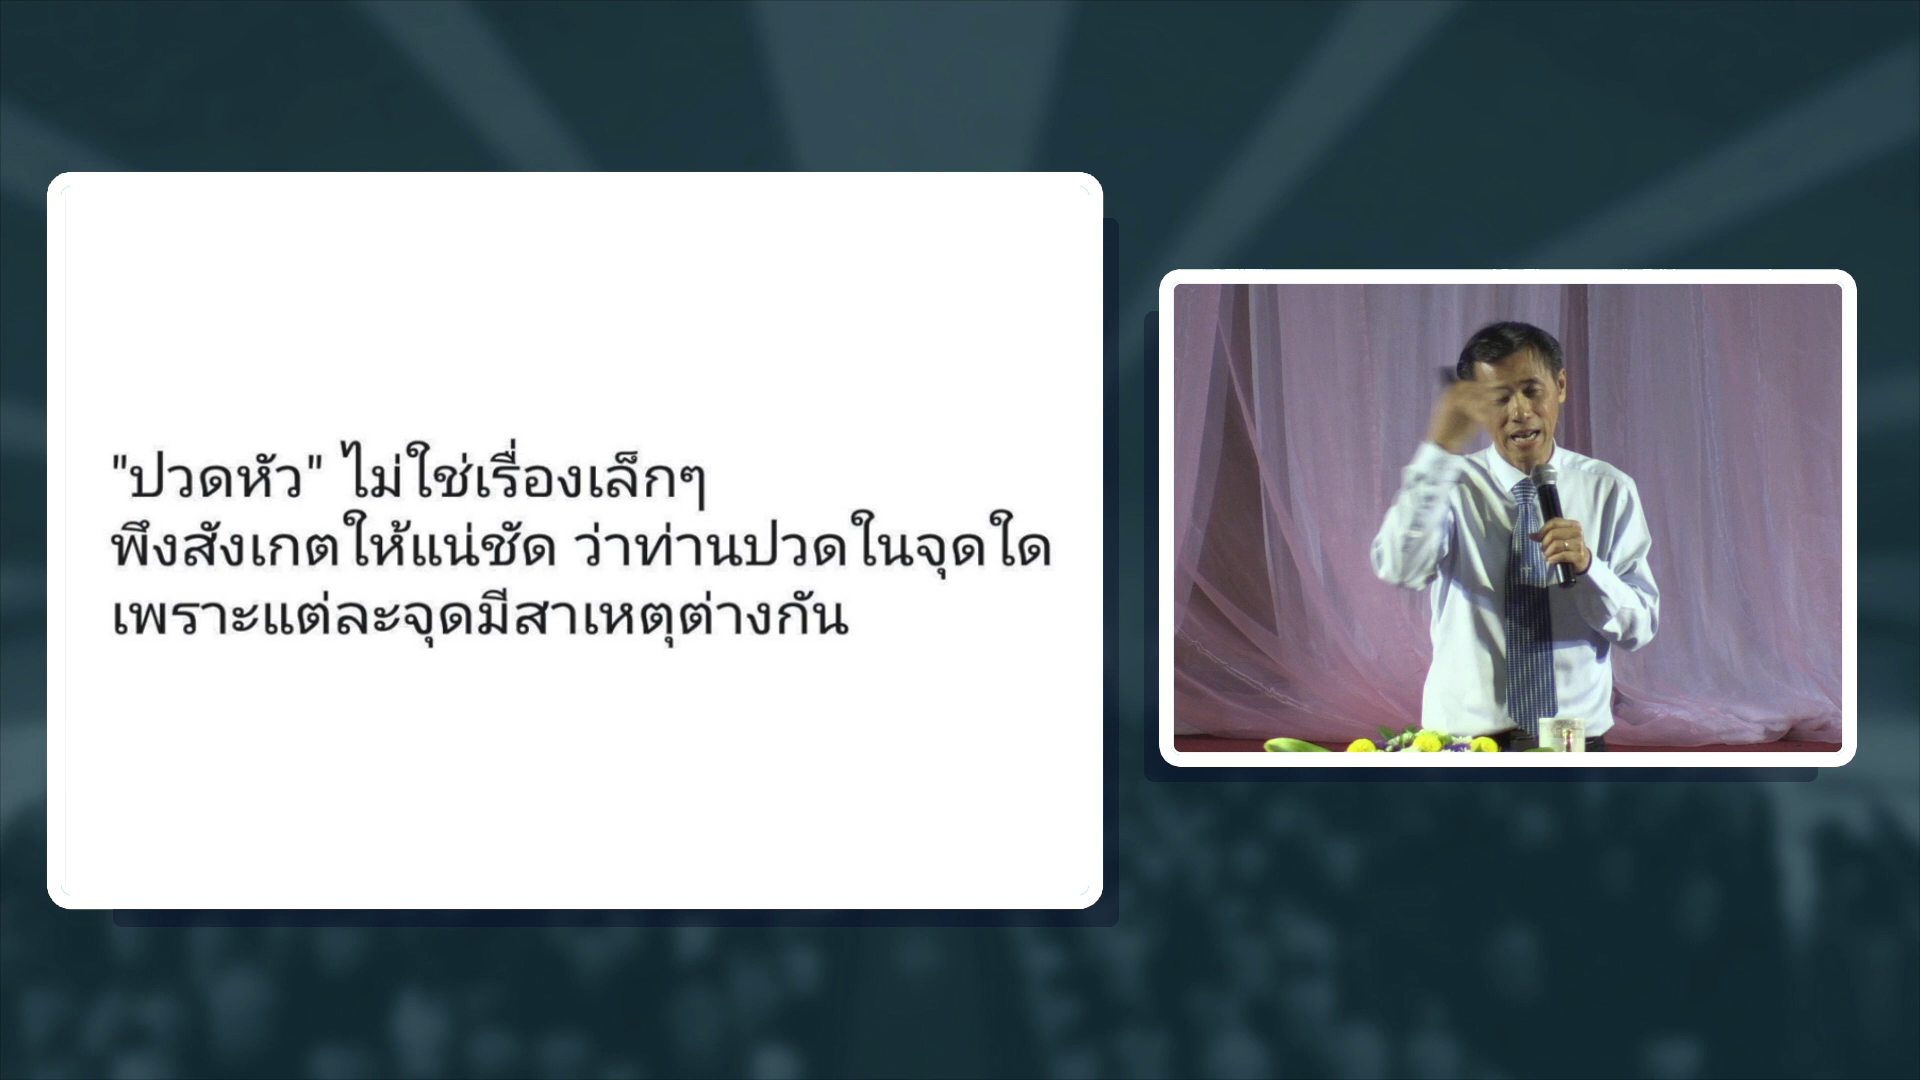 "ปวดหัว" ไม่ใช่เรื่องเล็กๆ
พึงสังเกตให้แน่ชัด ว่าท่านปวดในจุดใด
เพราะแต่ละจุดมีสาเหตุต่างกัน